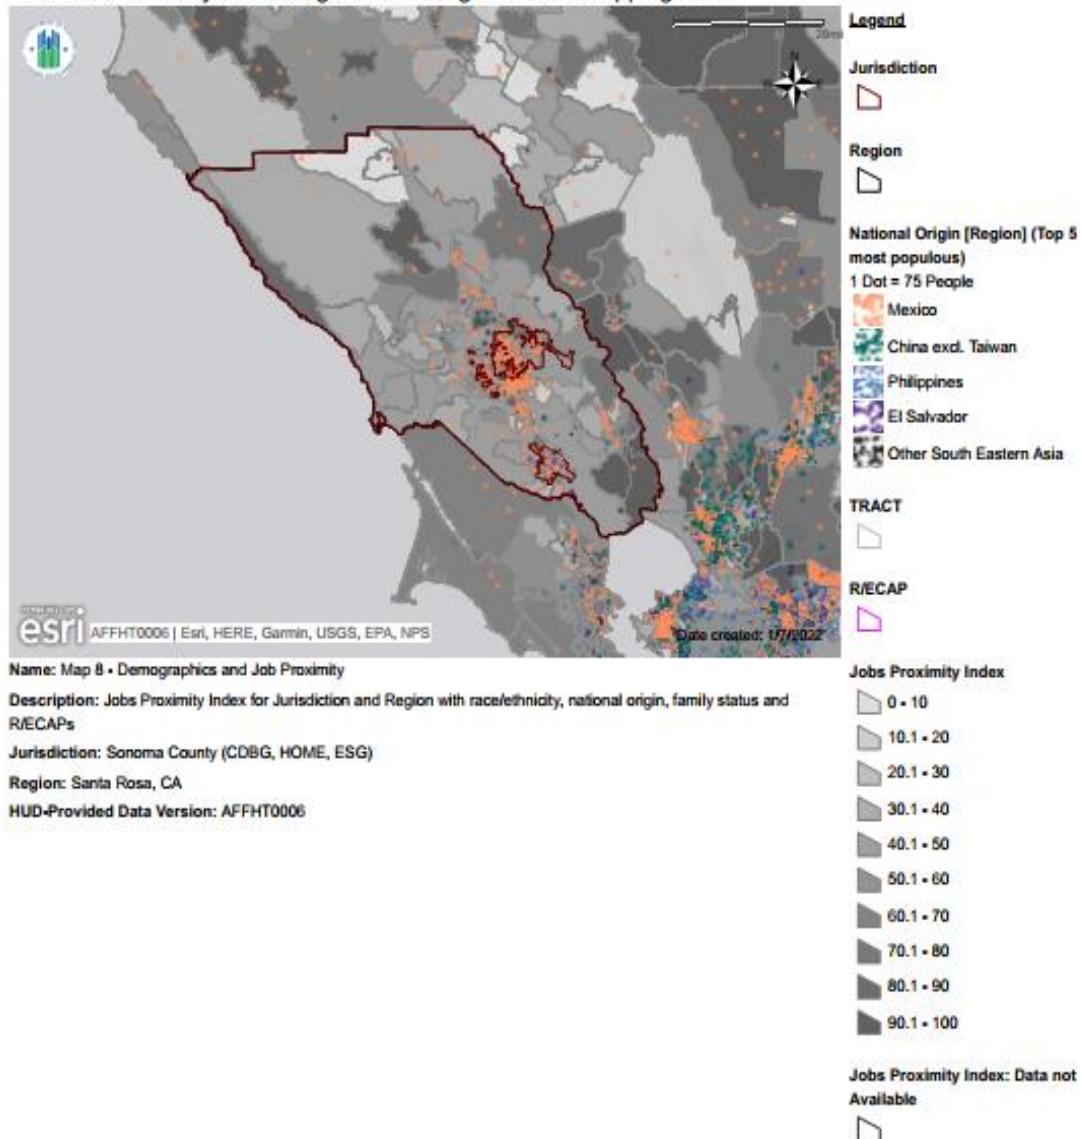 Legend
20mi
N
Jurisdiction
Region
National Origin [Region] (Top 5
most populous)
1 Dot = 75 People
Mexico
China excl. Taiwan
Philippines
El Salvador
Other South Eastern Asia
TRACT
R/ECAP
POWERED BY
esri
AFFHT0006 | Esri, HERE, Garmin, USGS, EPA, NPS
Date created: 1/7/2022
Name: Map 8 - Demographics and Job Proximity
Description: Jobs Proximity Index for Jurisdiction and Region with race/ethnicity, national origin, family status and
R/ECAPs
Jurisdiction: Sonoma County (CDBG, HOME, ESG)
Region: Santa Rosa, CA
HUD-Provided Data Version: AFFHT0006
Jobs Proximity Index
0 - 10
10.1 - 20
20.1 - 30
30.1 - 40
40.1 - 50
50.1 - 60
60.1 - 70
70.1 - 80
80.1 - 90
90.1 - 100
Jobs Proximity Index: Data not
Available